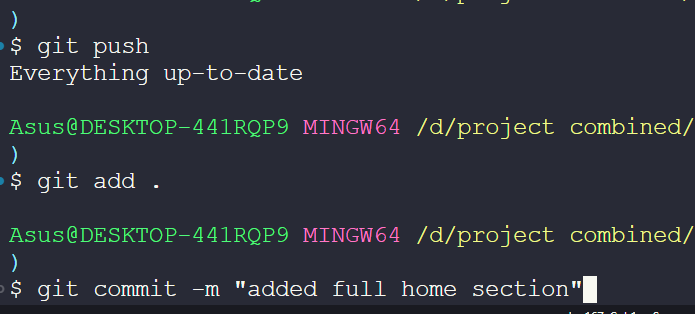 )
$ git push
Everything up-to-date
Asus@DESKTOP-441RQP9 MINGW64 /d/project combined/
)
$ git add .
Asus@DESKTOP-441RQP9 MINGW64 /d/project combined/
)
$ git commit -m "added full home section"